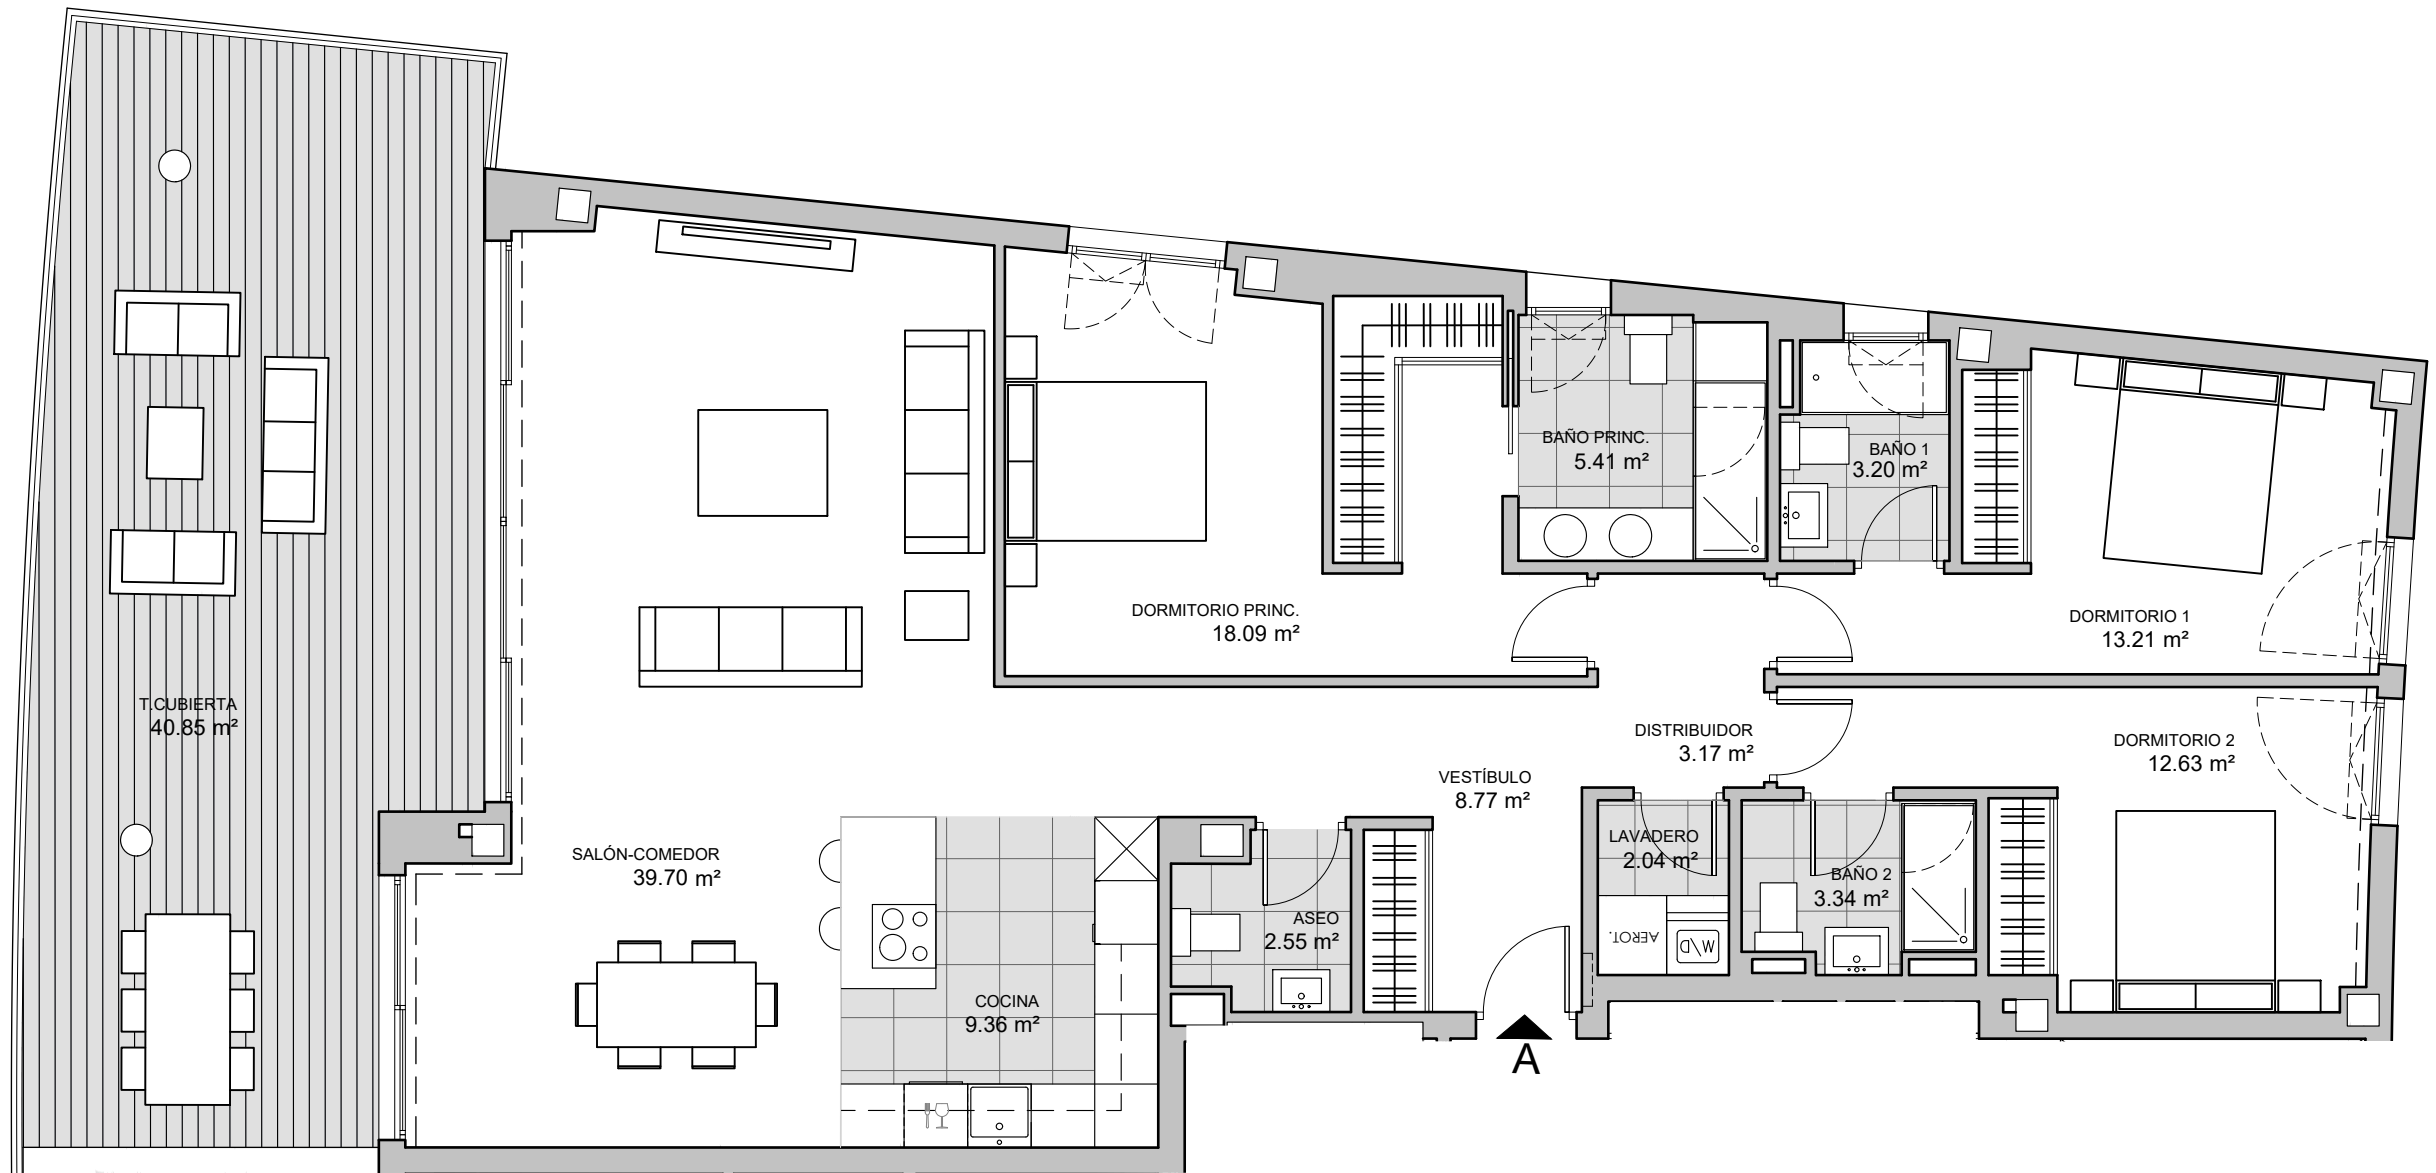 BAÑO PRINC.
5.41 m²
BAÑO 1
3.20 m²
DORMITORIO PRINC.
18.09 m²
DORMITORIO 1
13.21 m²
T.CUBIERTA
40.85 m²
DISTRIBUIDOR
3.17 m²
DORMITORIO 2
12.63 m²
VESTÍBULO
8.77 m²
SALÓN-COMEDOR
39.70 m²
LAVADERO
2.04 m²
BAÑO 2
3.34 m²
ASEO
2.55 m²
AEROT.
W/D
COCINA
9.36 m²
A